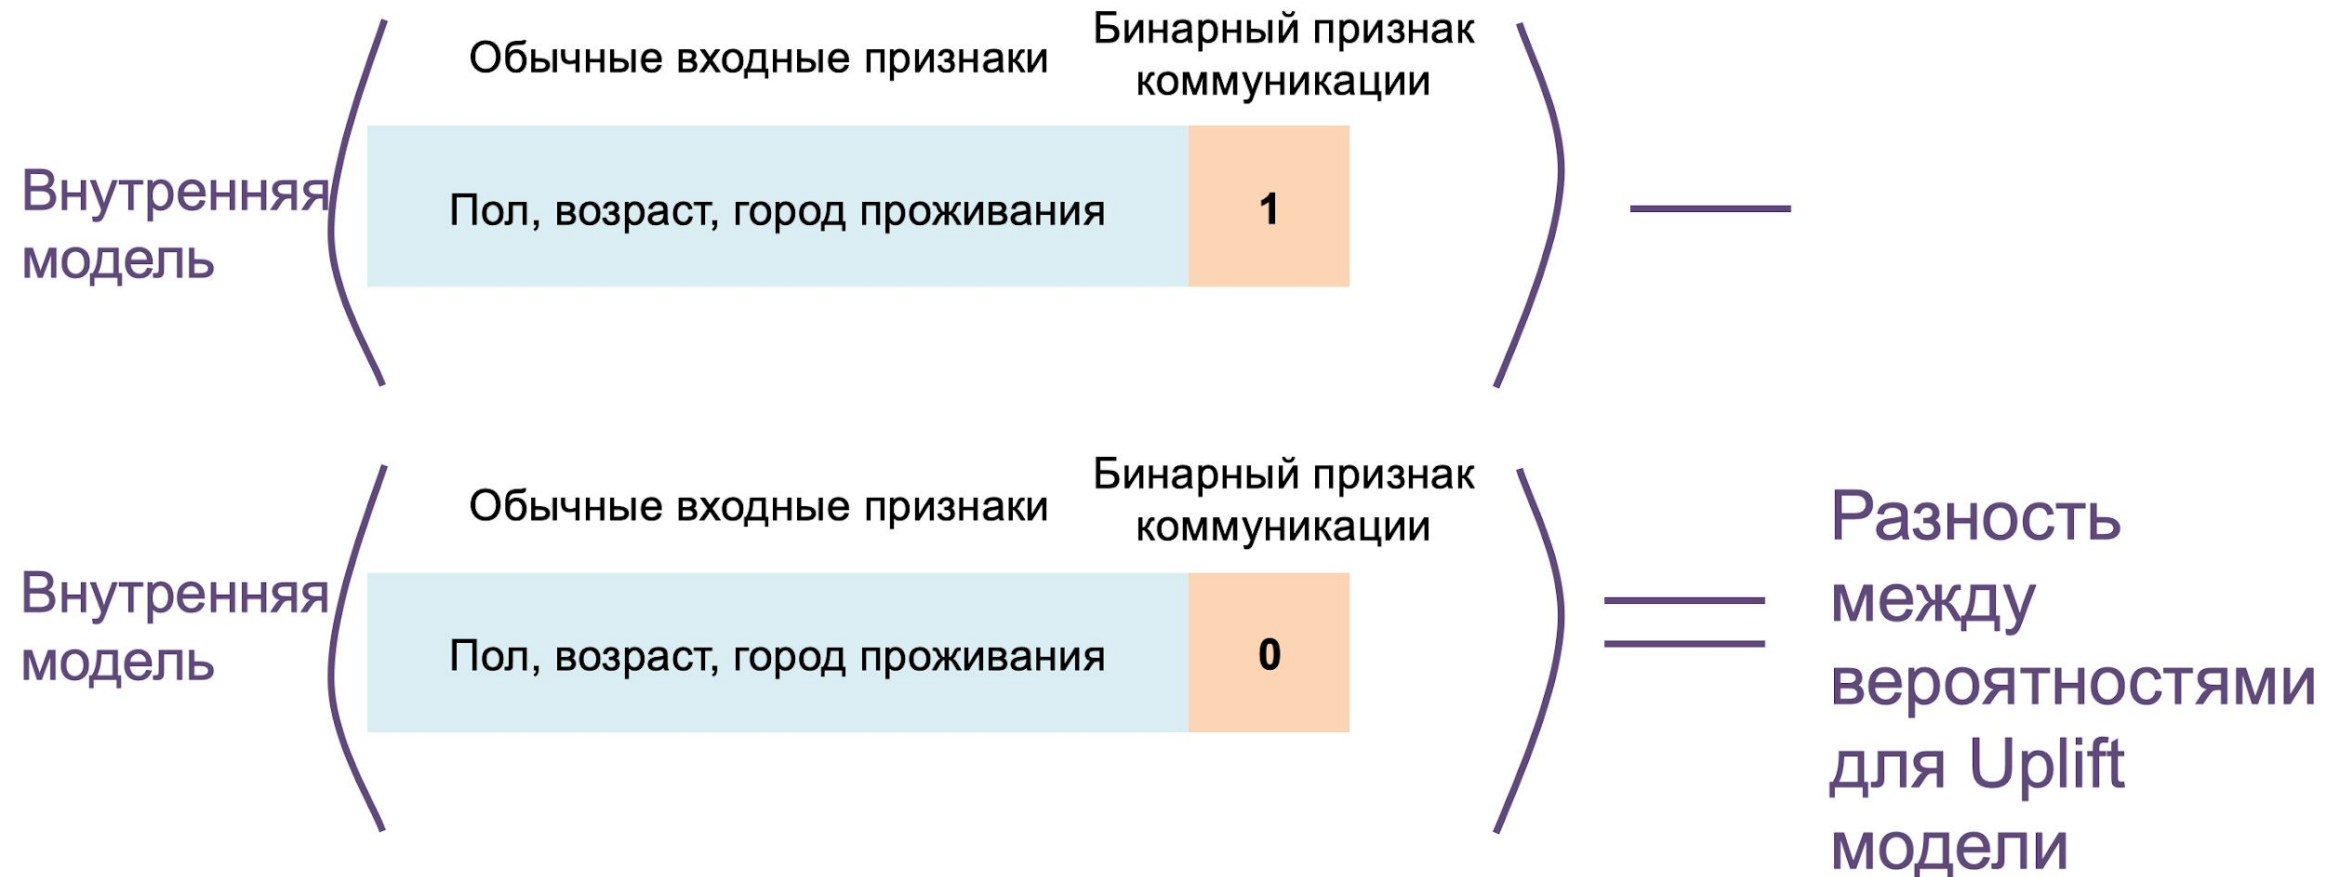 Обычные входные признаки
Бинарный признак
коммуникации
Внутренняя
модель
Пол, возраст, город проживания
1
Обычные входные признаки
Бинарный признак
коммуникации
Внутренняя
модель
Пол, возраст, город проживания
0
Разность
между
вероятностями
для Uplift
модели